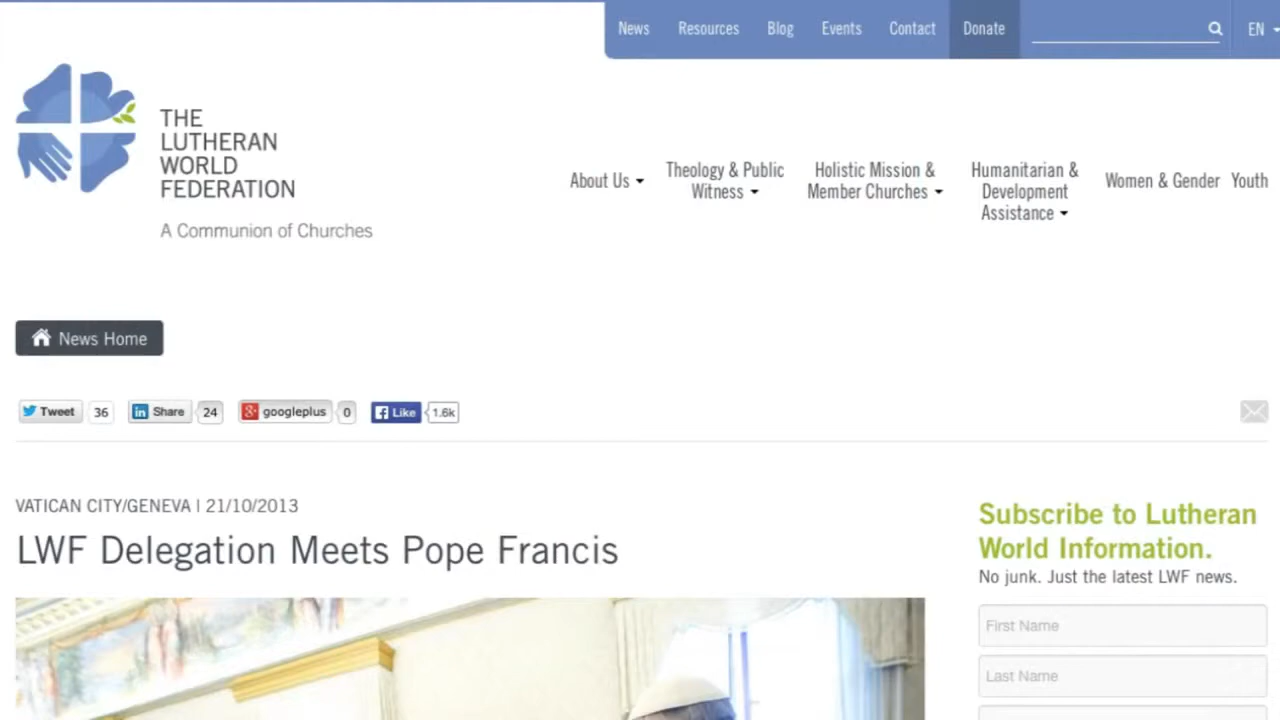 News Resources Blog Events Contact Donate EN
THE
LUTHERAN
WORLD
FEDERATION
A Communion of Churches
About Us
Theology & Public
Witness
Holistic Mission &
Member Churches
Humanitarian &
Development
Assistance
Women & Gender
Youth
News Home
Tweet 36 in Share 24 g+ googleplus 0 f Like 1.6k
VATICAN CITY/GENEVA | 21/10/2013
LWF Delegation Meets Pope Francis
Subscribe to Lutheran
World Information.
No junk. Just the latest LWF news.
First Name
Last Name